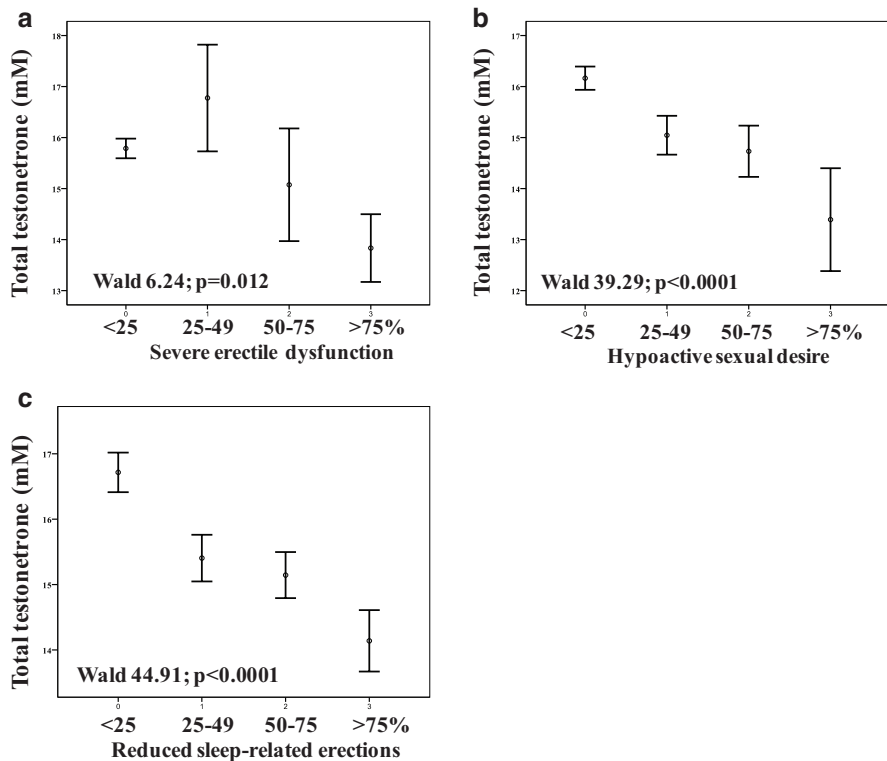 a
Total testonetrone (mM)
18
17
16
15
14
13
Wald 6.24; p=0.012
0 1 2 3
<25 25-49 50-75 >75%
Severe erectile dysfunction
b
Total testonetrone (mM)
17
16
15
14
13
12
Wald 39.29; p<0.0001
0 1 2 3
<25 25-49 50-75 >75%
Hypoactive sexual desire
c
Total testonetrone (mM)
17
16
15
14
Wald 44.91; p<0.0001
0 1 2 3
<25 25-49 50-75 >75%
Reduced sleep-related erections